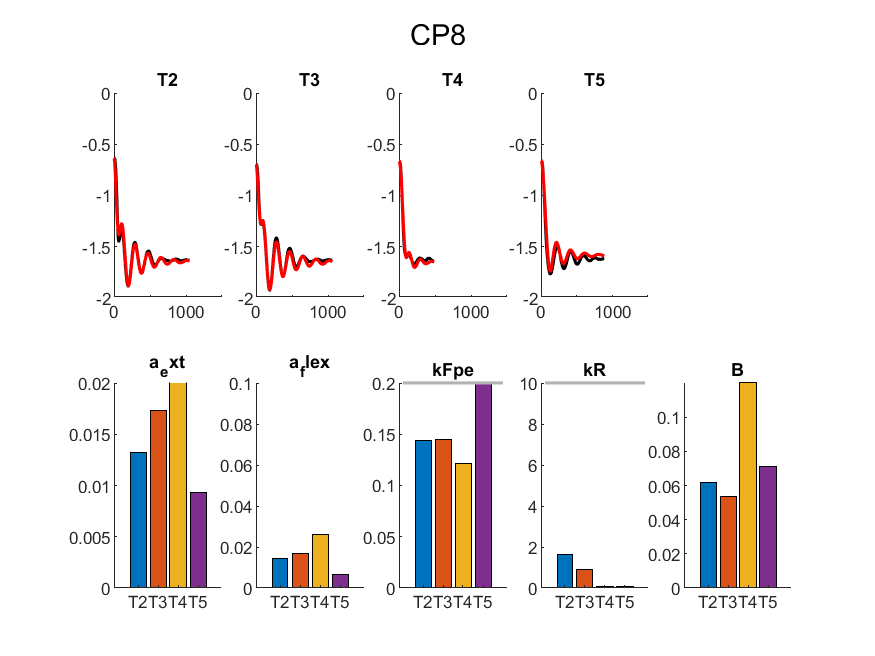 CP8
T2 T3 T4 T5
0 0 0 0
-0.5 -0.5 -0.5 -0.5
-1 -1 -1 -1
-1.5 -1.5 -1.5 -1.5
-2 -2 -2 -2
0 1000 0 1000 0 1000 0 1000
a_ext a_flex kFpe kR B
0.02 0.1 0.2 10
0.1
0.015 0.08 0.15 8
0.08
0.06 6
0.01 0.1 0.06
0.04 4
0.04
0.005 0.02 0.05 2
0.02
0 0 0 0 0
T2T3T4T5 T2T3T4T5 T2T3T4T5 T2T3T4T5 T2T3T4T5